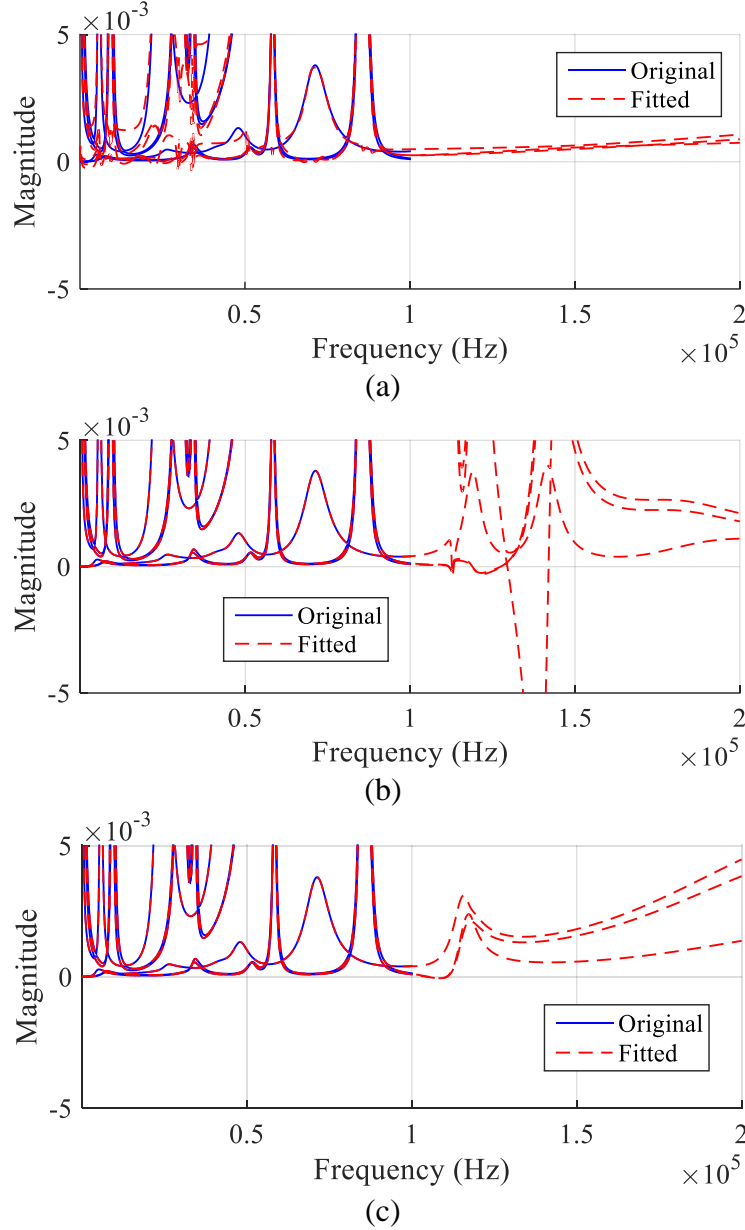 ×10⁻³
5
0
-5
Magnitude
Original
Fitted
0.5
1
1.5
2
×10⁵
Frequency (Hz)
(a)
×10⁻³
5
0
-5
Magnitude
Original
Fitted
0.5
1
1.5
2
×10⁵
Frequency (Hz)
(b)
×10⁻³
5
0
-5
Magnitude
Original
Fitted
0.5
1
1.5
2
×10⁵
Frequency (Hz)
(c)